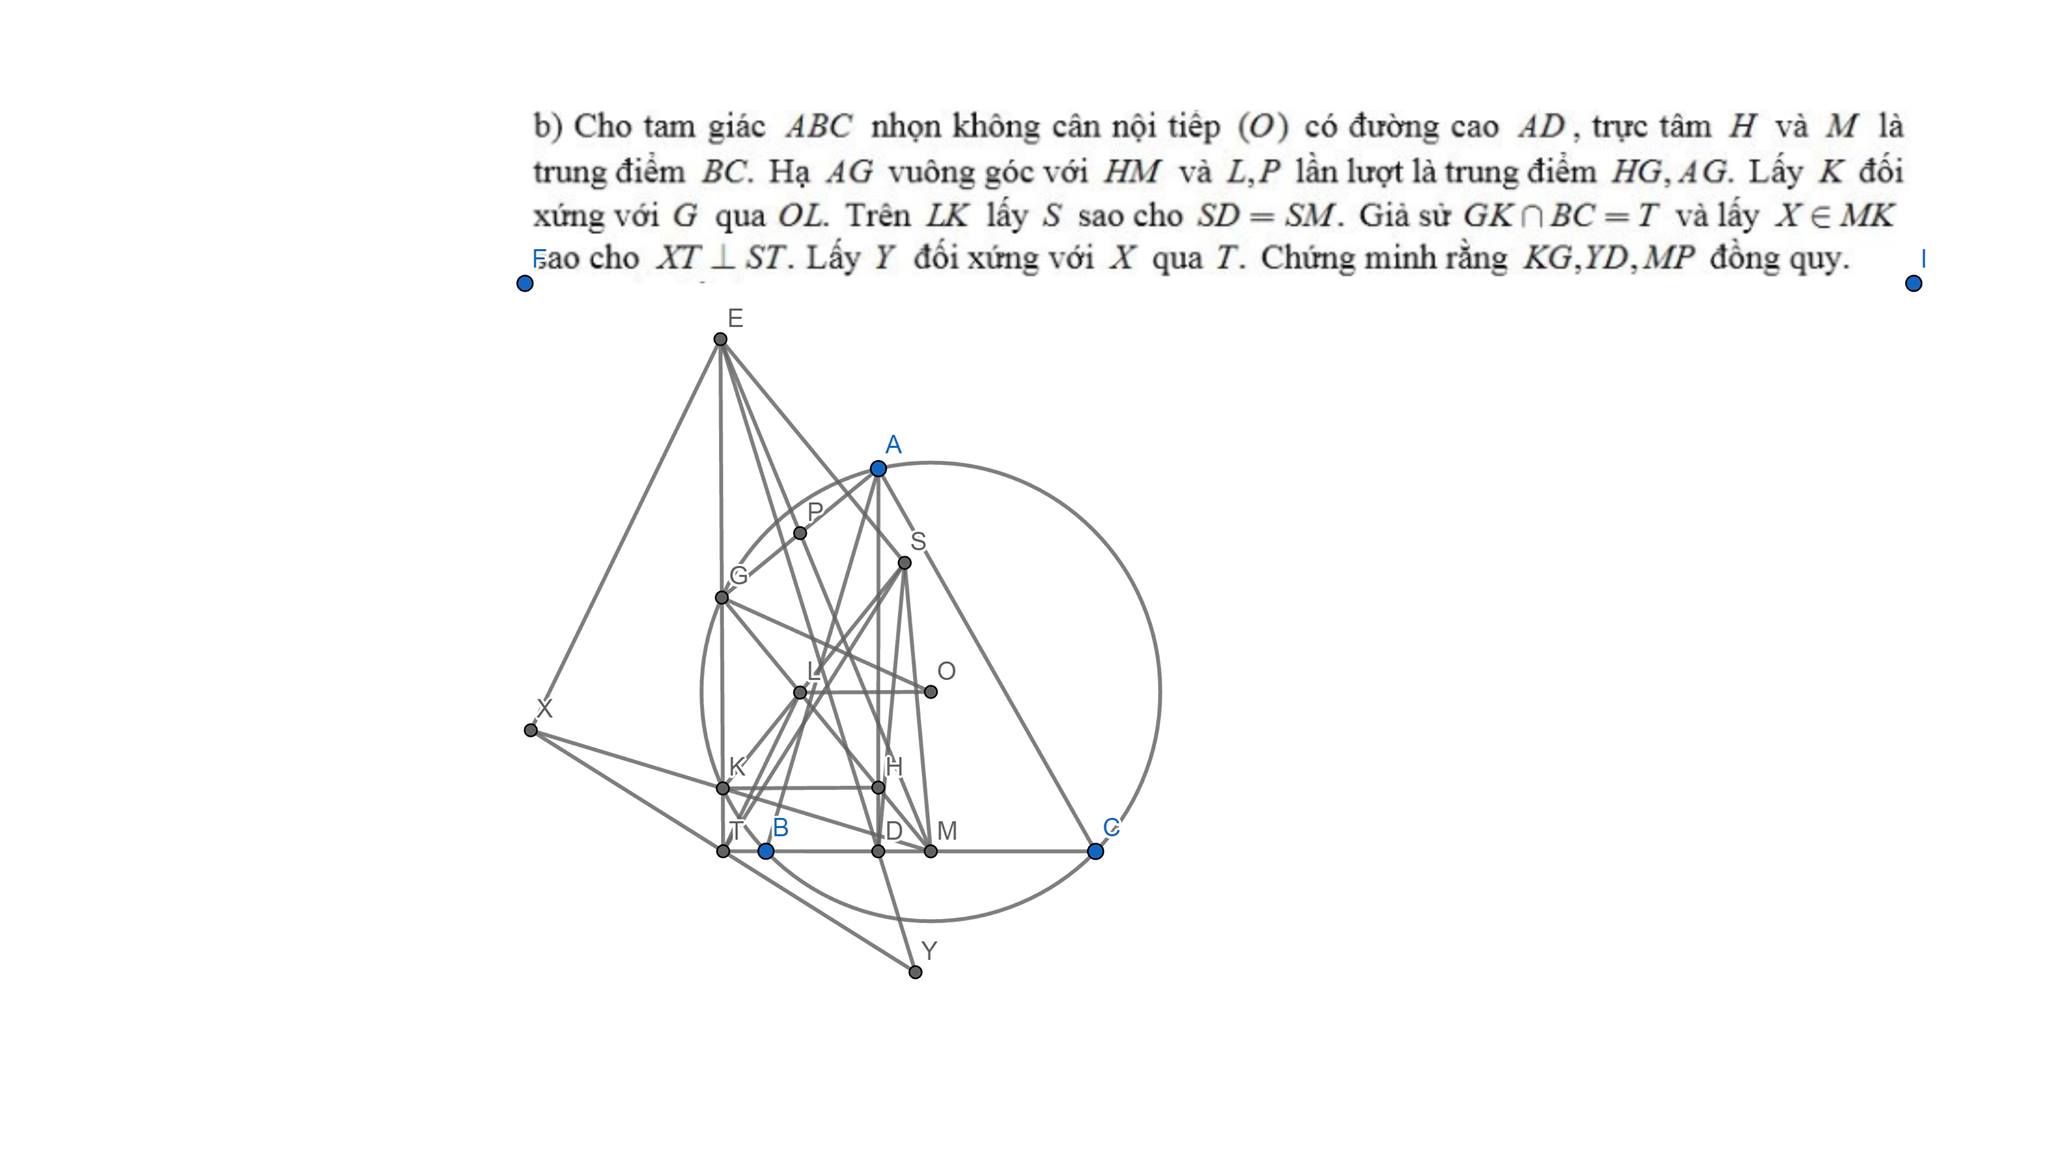 b) Cho tam giác ABC nhọn không cân nội tiếp (O) có đường cao AD, trực tâm H và M là
trung điểm BC. Hạ AG vuông góc với HM và L,P lần lượt là trung điểm HG, AG. Lấy K đối
xứng với G qua OL. Trên LK lấy S sao cho SD = SM. Giả sử GK ∩ BC = T và lấy X ∈ MK
sao cho XT ⊥ ST. Lấy Y đối xứng với X qua T. Chứng minh rằng KG,YD,MP đồng quy.
F
I
E
A
P
S
G
L
O
X
K
H
T
B
D
M
C
Y